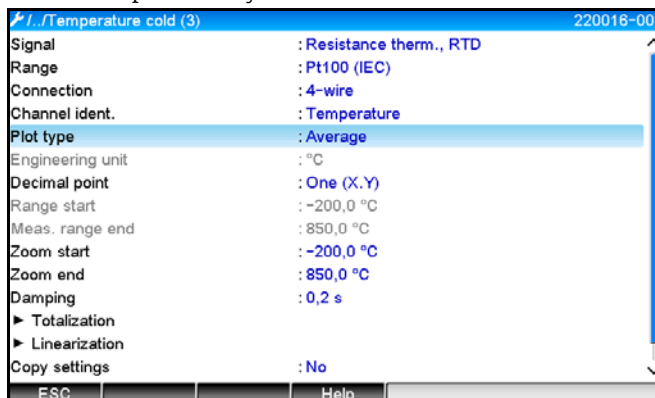 /../Temperature cold (3) 220016-00
Signal : Resistance therm., RTD
Range : Pt100 (IEC)
Connection : 4-wire
Channel ident. : Temperature
Plot type : Average
Engineering unit : °C
Decimal point : One (X.Y)
Range start : -200,0 °C
Meas. range end : 850,0 °C
Zoom start : -200,0 °C
Zoom end : 850,0 °C
Damping : 0,2 s
► Totalization
► Linearization
Copy settings : No
ESC Help